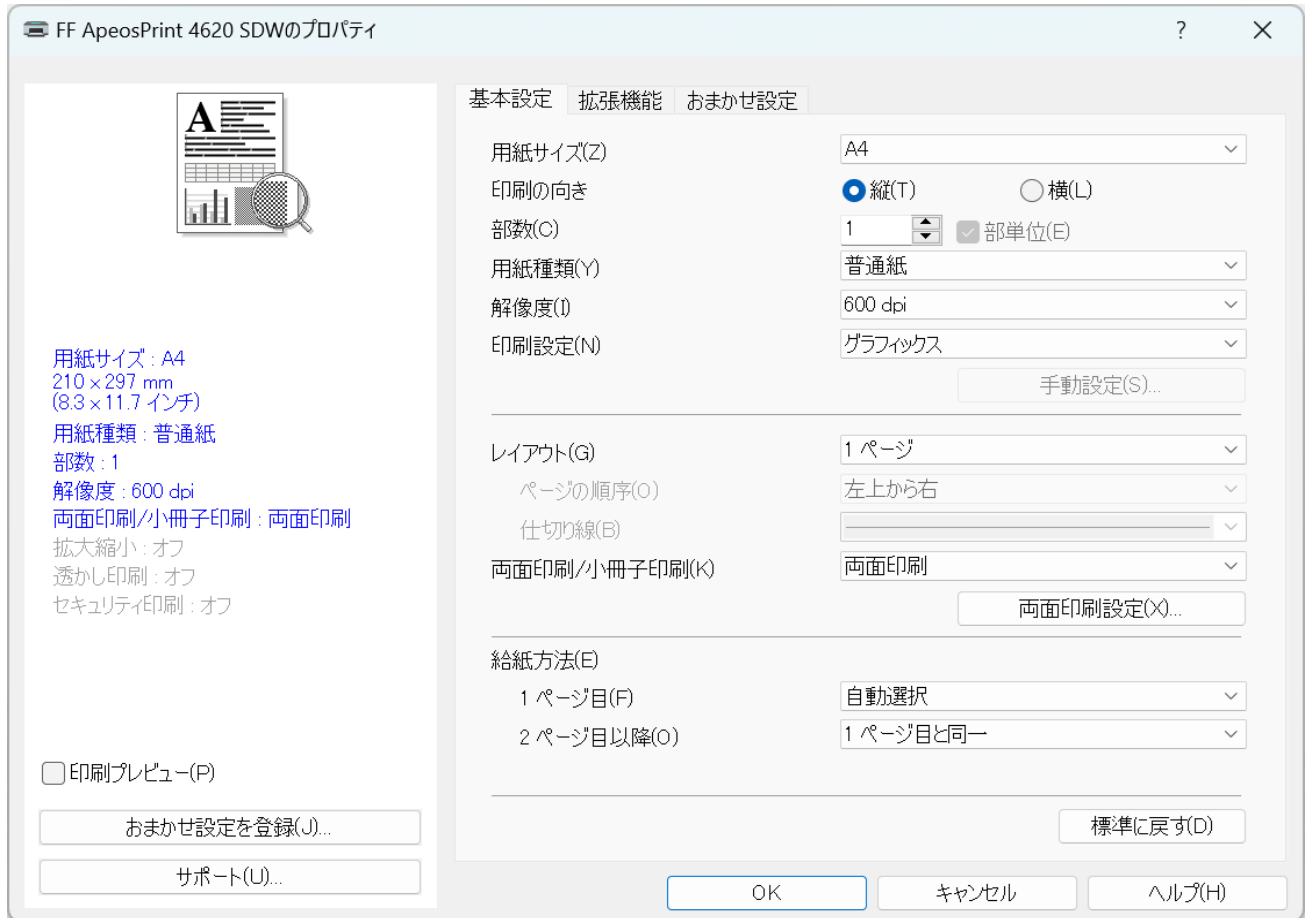 FF ApeosPrint 4620 SDWのプロパティ
?
A
用紙サイズ : A4
210 × 297 mm
(8.3 × 11.7 インチ)
用紙種類 : 普通紙
部数 : 1
解像度 : 600 dpi
両面印刷/小冊子印刷 : 両面印刷
拡大縮小 : オフ
透かし印刷 : オフ
セキュリティ印刷 : オフ
印刷プレビュー(P)
おまかせ設定を登録(J)...
サポート(U)...
基本設定 拡張機能 おまかせ設定
用紙サイズ(Z) A4
印刷の向き 縦(T) 横(L)
部数(C) 1 部単位(E)
用紙種類(Y) 普通紙
解像度(I) 600 dpi
印刷設定(N) グラフィックス
手動設定(S)...
レイアウト(G) 1 ページ
ページの順序(O) 左上から右
仕切り線(B)
両面印刷/小冊子印刷(K) 両面印刷
両面印刷設定(X)...
給紙方法(E)
1 ページ目(F) 自動選択
2 ページ目以降(O) 1 ページ目と同一
標準に戻す(D)
OK キャンセル ヘルプ(H)